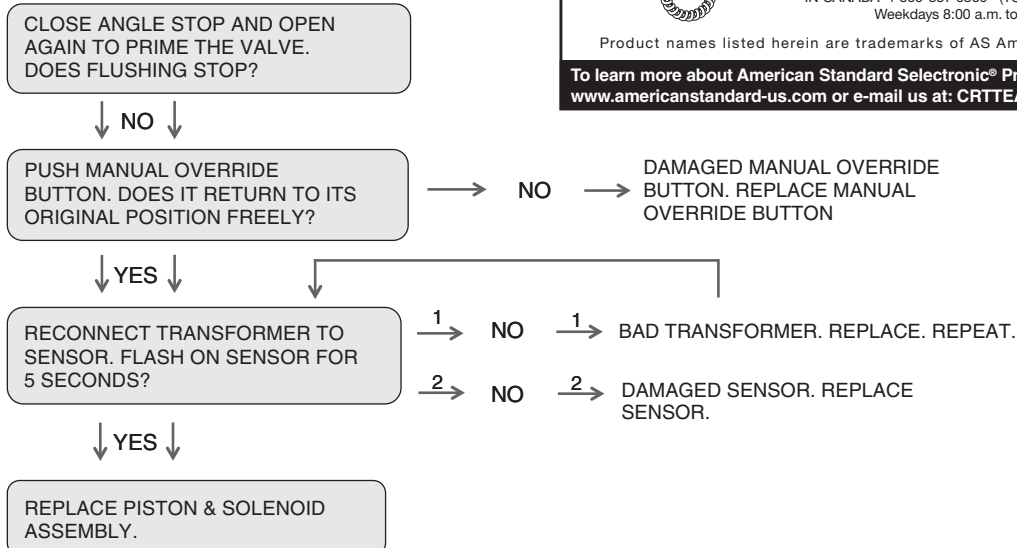 CLOSE ANGLE STOP AND OPEN
AGAIN TO PRIME THE VALVE.
DOES FLUSHING STOP?
Weekdays 8:00 a.m. to
Product names listed herein are trademarks of AS Am
To learn more about American Standard Selectronic® Pr
www.americanstandard-us.com or e-mail us at: CRTTEA
NO
PUSH MANUAL OVERRIDE
BUTTON. DOES IT RETURN TO ITS
ORIGINAL POSITION FREELY?
NO
DAMAGED MANUAL OVERRIDE
BUTTON. REPLACE MANUAL
OVERRIDE BUTTON
YES
RECONNECT TRANSFORMER TO
SENSOR. FLASH ON SENSOR FOR
5 SECONDS?
1 NO 1 BAD TRANSFORMER. REPLACE. REPEAT.
2 NO 2 DAMAGED SENSOR. REPLACE
SENSOR.
YES
REPLACE PISTON & SOLENOID
ASSEMBLY.